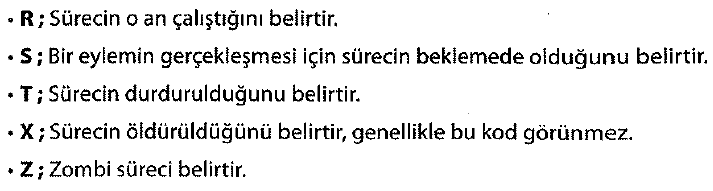 • R ; Sürecin o an çalıştığını belirtir.
• S ; Bir eylemin gerçekleşmesi için sürecin beklemede olduğunu belirtir.
• T ; Sürecin durdurulduğunu belirtir.
• X ; Sürecin öldürüldüğünü belirtir, genellikle bu kod görünmez.
• Z ; Zombi süreci belirtir.